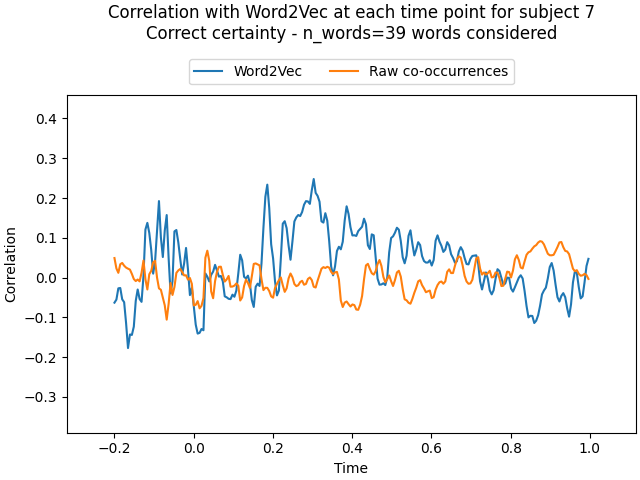 Correlation with Word2Vec at each time point for subject 7
Correct certainty - n_words=39 words considered
Word2Vec
Raw co-occurrences
0.4
0.3
0.2
0.1
0.0
−0.1
−0.2
−0.3
Correlation
−0.2
0.0
0.2
0.4
0.6
0.8
1.0
Time